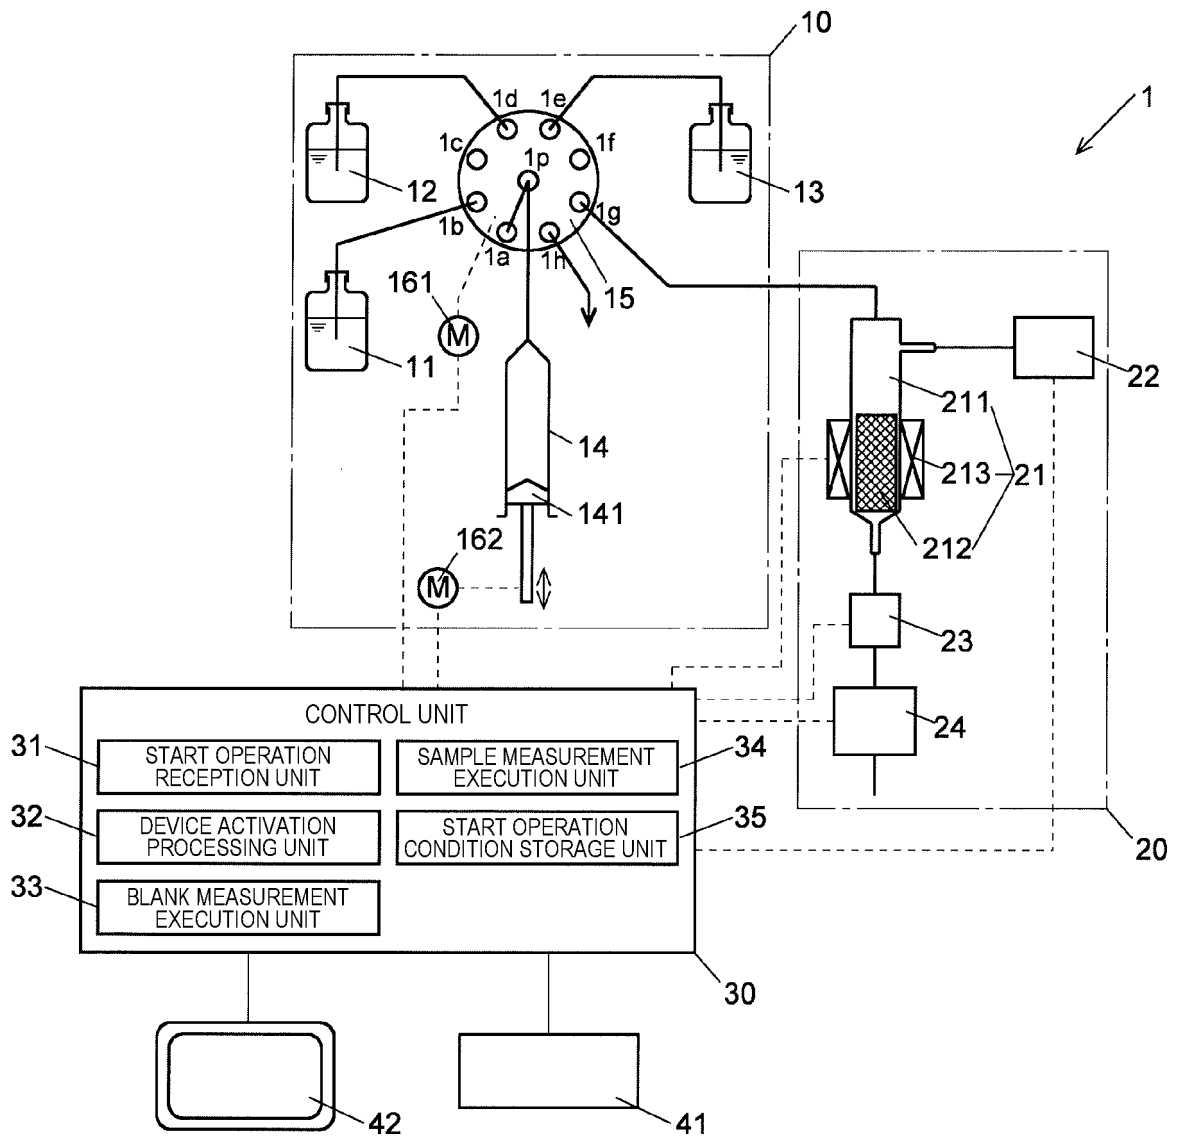 10
1
1d
1e
1c
1f
1p
12
13
1b
1g
1a
1h
15
161
M
11
22
211
14
213
21
141
212
162
M
23
CONTROL UNIT
24
31
START OPERATION
RECEPTION UNIT
SAMPLE MEASUREMENT
EXECUTION UNIT
34
32
DEVICE ACTIVATION
PROCESSING UNIT
START OPERATION
CONDITION STORAGE UNIT
35
20
33
BLANK MEASUREMENT
EXECUTION UNIT
30
42
41